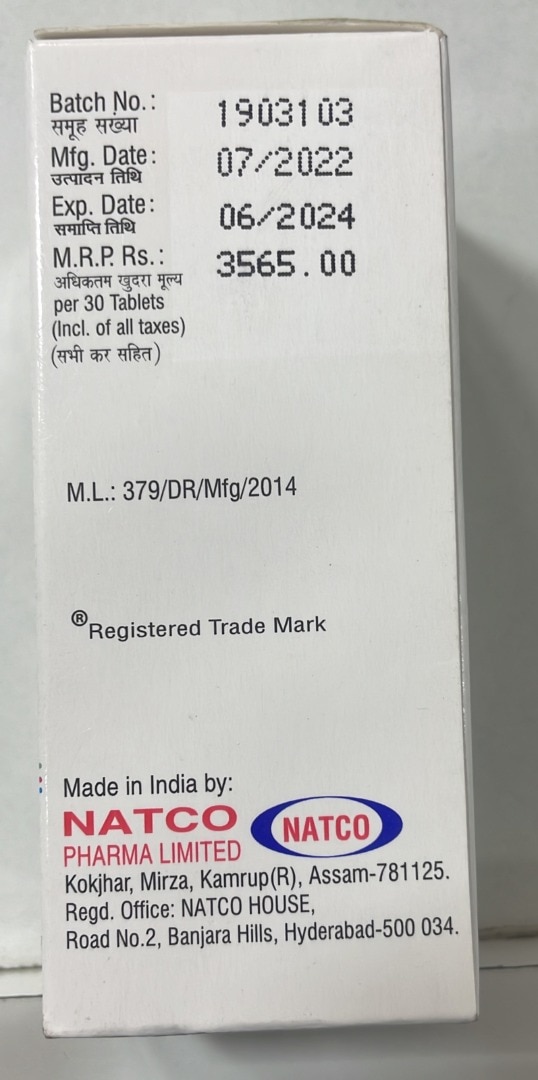 Batch No.: 1903103
समूह संख्या
Mfg. Date: 07/2022
उत्पादन तिथि
Exp. Date: 06/2024
समाप्ति तिथि
M.R.P. Rs.: 3565.00
अधिकतम खुदरा मूल्य
per 30 Tablets
(Incl. of all taxes)
(सभी कर सहित)
M.L.: 379/DR/Mfg/2014
®Registered Trade Mark
Made in India by:
NATCO NATCO
PHARMA LIMITED
Kokjhar, Mirza, Kamrup(R), Assam-781125.
Regd. Office: NATCO HOUSE,
Road No.2, Banjara Hills, Hyderabad-500 034.